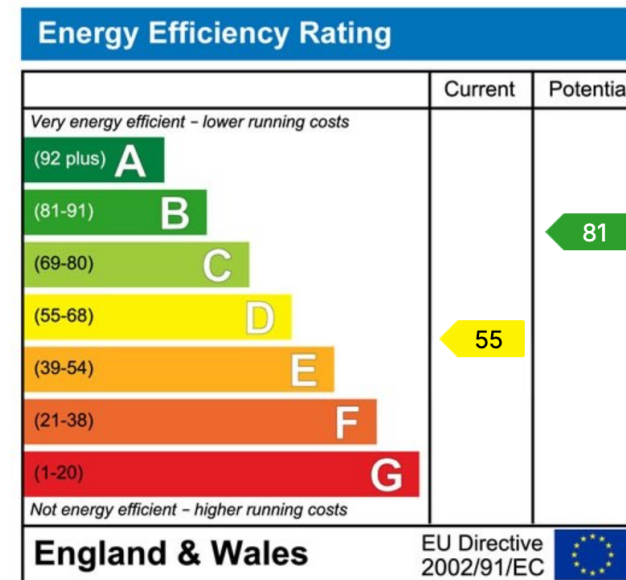 Energy Efficiency Rating
Current Potentia
Very energy efficient – lower running costs
(92 plus) A
(81-91) B
81
(69-80) C
(55-68) D
55
(39-54) E
(21-38) F
(1-20) G
Not energy efficient – higher running costs
England & Wales
EU Directive
2002/91/EC